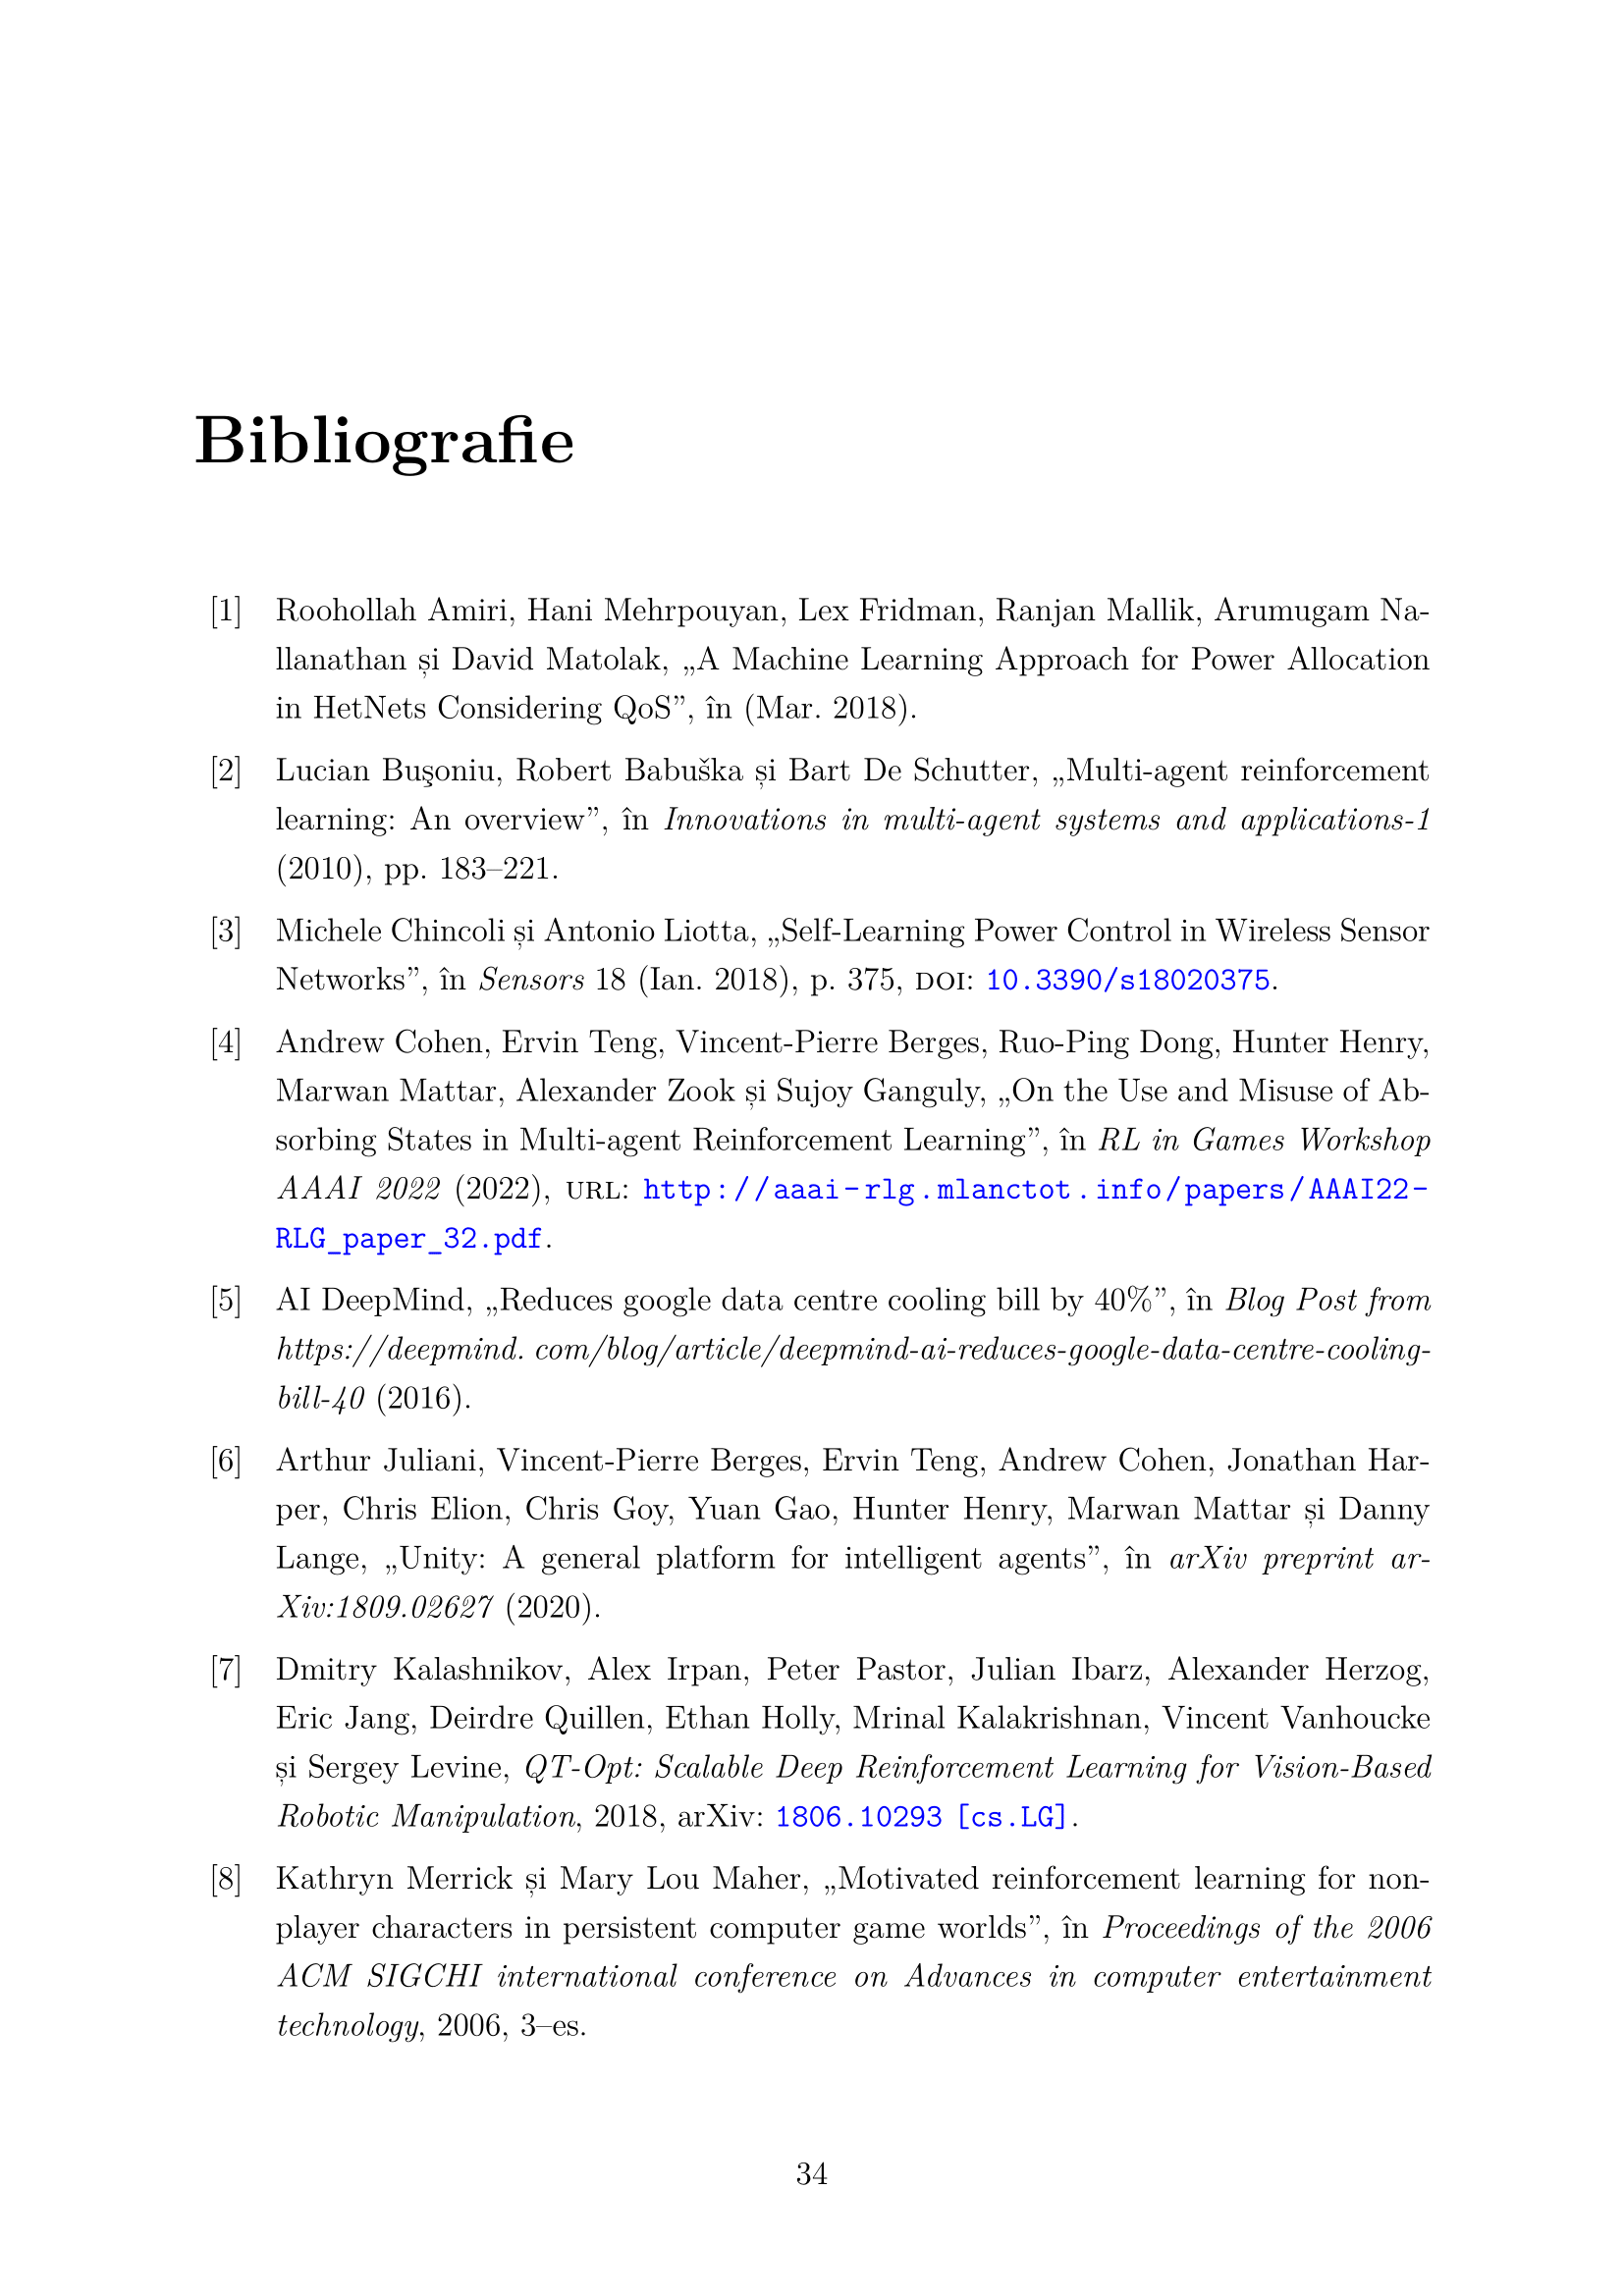 Bibliografie
[1] Roohollah Amiri, Hani Mehrpouyan, Lex Fridman, Ranjan Mallik, Arumugam Na-
llanathan și David Matolak, „A Machine Learning Approach for Power Allocation
in HetNets Considering QoS”, în (Mar. 2018).
[2] Lucian Buşoniu, Robert Babuška și Bart De Schutter, „Multi-agent reinforcement
learning: An overview”, în Innovations in multi-agent systems and applications-1
(2010), pp. 183–221.
[3] Michele Chincoli și Antonio Liotta, „Self-Learning Power Control in Wireless Sensor
Networks”, în Sensors 18 (Ian. 2018), p. 375, DOI: 10.3390/s18020375.
[4] Andrew Cohen, Ervin Teng, Vincent-Pierre Berges, Ruo-Ping Dong, Hunter Henry,
Marwan Mattar, Alexander Zook și Sujoy Ganguly, „On the Use and Misuse of Ab-
sorbing States in Multi-agent Reinforcement Learning”, în RL in Games Workshop
AAAI 2022 (2022), URL: http://aaai-rlg.mlanctot.info/papers/AAAI22-
RLG_paper_32.pdf.
[5] AI DeepMind, „Reduces google data centre cooling bill by 40%”, în Blog Post from
https://deepmind. com/blog/article/deepmind-ai-reduces-google-data-centre-cooling-
bill-40 (2016).
[6] Arthur Juliani, Vincent-Pierre Berges, Ervin Teng, Andrew Cohen, Jonathan Har-
per, Chris Elion, Chris Goy, Yuan Gao, Hunter Henry, Marwan Mattar și Danny
Lange, „Unity: A general platform for intelligent agents”, în arXiv preprint ar-
Xiv:1809.02627 (2020).
[7] Dmitry Kalashnikov, Alex Irpan, Peter Pastor, Julian Ibarz, Alexander Herzog,
Eric Jang, Deirdre Quillen, Ethan Holly, Mrinal Kalakrishnan, Vincent Vanhoucke
și Sergey Levine, QT-Opt: Scalable Deep Reinforcement Learning for Vision-Based
Robotic Manipulation, 2018, arXiv: 1806.10293 [cs.LG].
[8] Kathryn Merrick și Mary Lou Maher, „Motivated reinforcement learning for non-
player characters in persistent computer game worlds”, în Proceedings of the 2006
ACM SIGCHI international conference on Advances in computer entertainment
technology, 2006, 3–es.
34